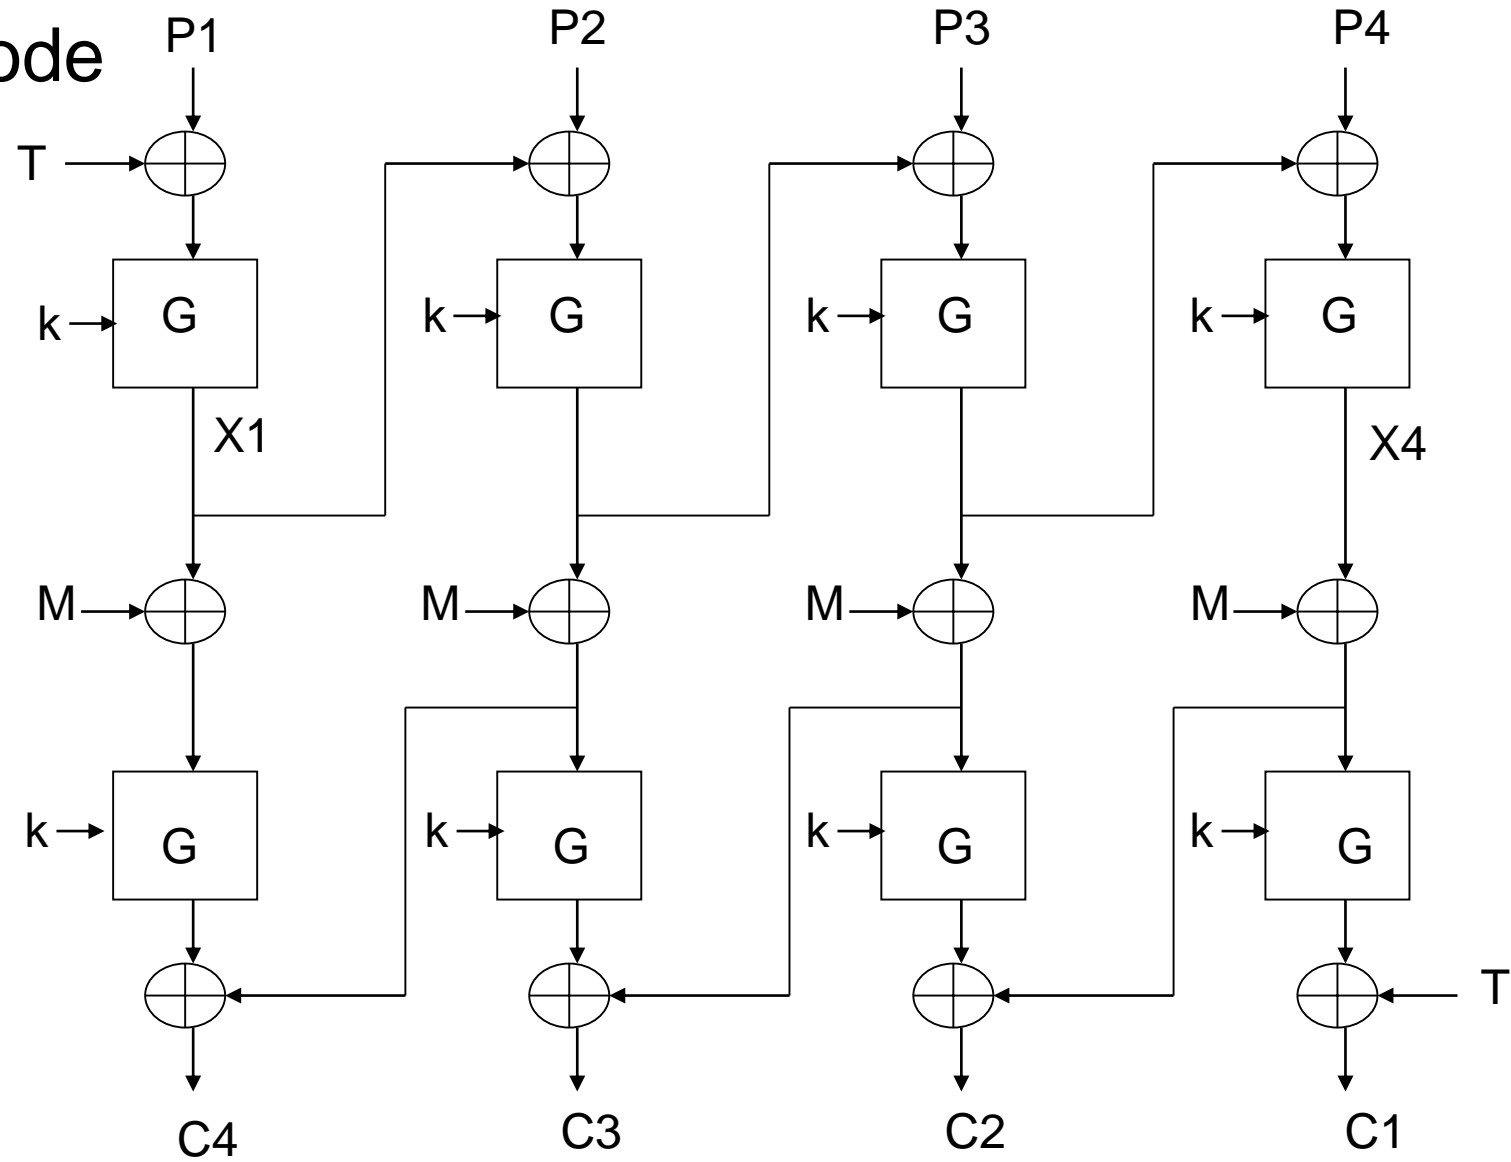 ode
P1 P2 P3 P4
T
k G k G k G k G
X1 X4
M M M M
k G k G k G k G
T
C4 C3 C2 C1